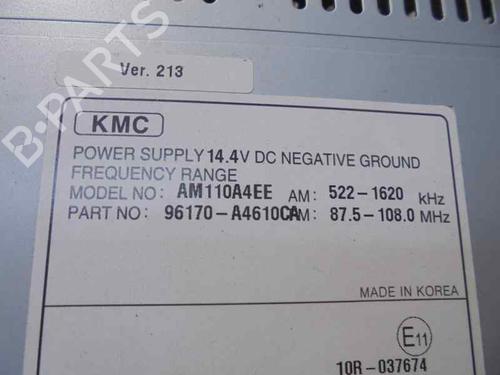 Ver. 213
KMC
POWER SUPPLY 14.4V DC NEGATIVE GROUND
FREQUENCY RANGE
MODEL NO: AM110A4EE AM: 522-1620 kHz
PART NO: 96170-A4610CA M: 87.5-108.0 MHz
MADE IN KOREA
E11
10R-037674
B-PARTS